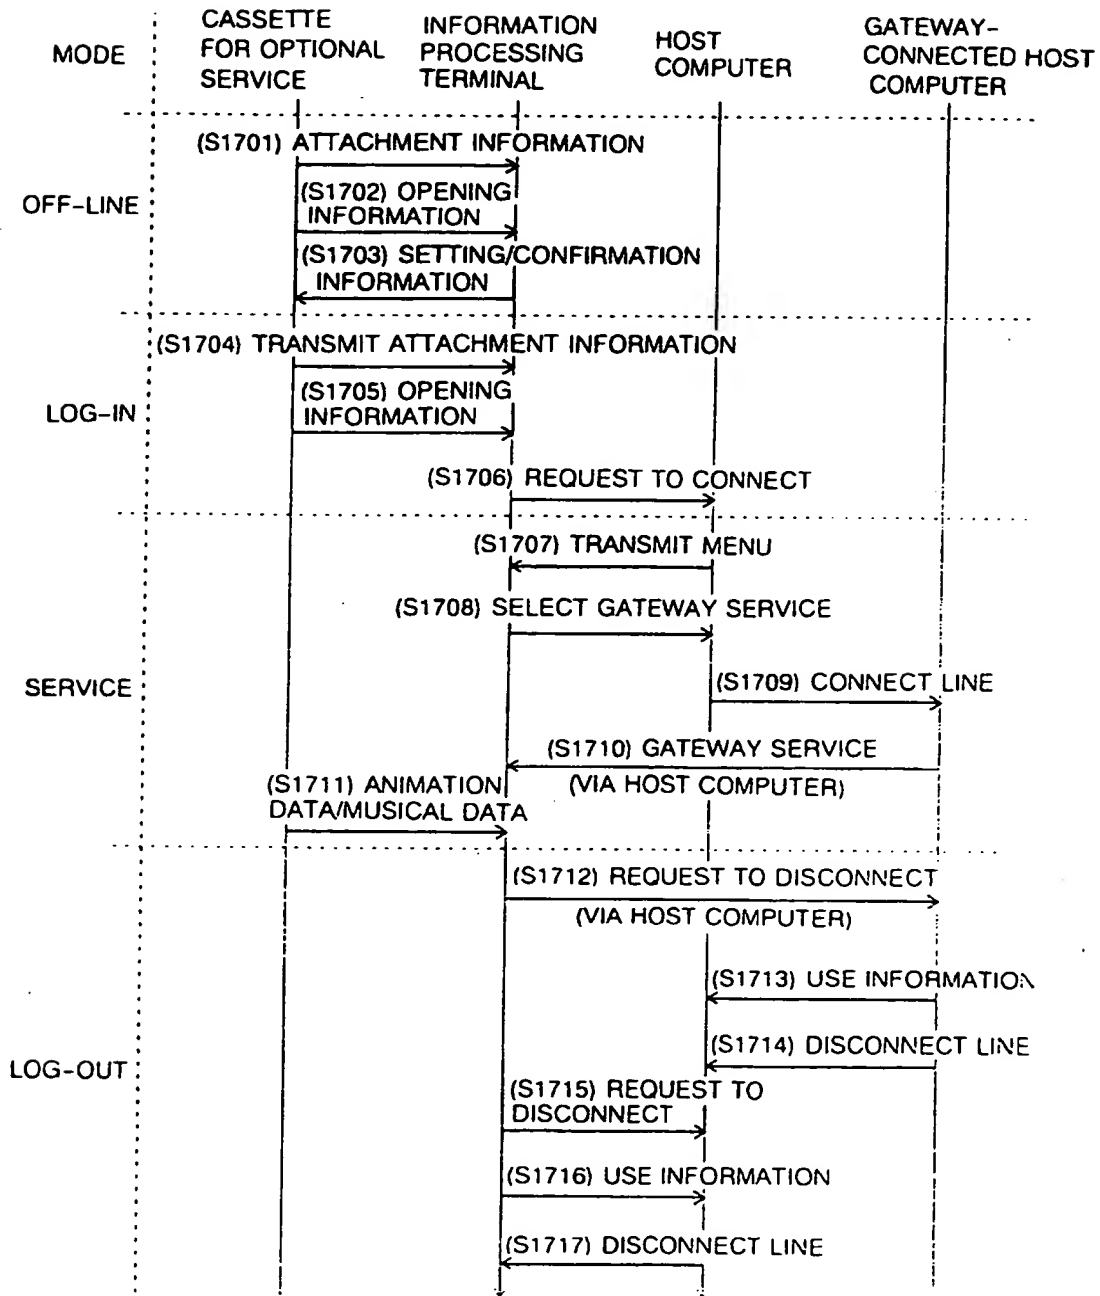 MODE
CASSETTE
FOR OPTIONAL
SERVICE
INFORMATION
PROCESSING
TERMINAL
HOST
COMPUTER
GATEWAY-
CONNECTED HOST
COMPUTER
OFF-LINE
(S1701) ATTACHMENT INFORMATION
(S1702) OPENING
INFORMATION
(S1703) SETTING/CONFIRMATION
INFORMATION
LOG-IN
(S1704) TRANSMIT ATTACHMENT INFORMATION
(S1705) OPENING
INFORMATION
(S1706) REQUEST TO CONNECT
SERVICE
(S1707) TRANSMIT MENU
(S1708) SELECT GATEWAY SERVICE
(S1709) CONNECT LINE
(S1710) GATEWAY SERVICE
(VIA HOST COMPUTER)
(S1711) ANIMATION
DATA/MUSICAL DATA
LOG-OUT
(S1712) REQUEST TO DISCONNECT
(VIA HOST COMPUTER)
(S1713) USE INFORMATION
(S1714) DISCONNECT LINE
(S1715) REQUEST TO
DISCONNECT
(S1716) USE INFORMATION
(S1717) DISCONNECT LINE